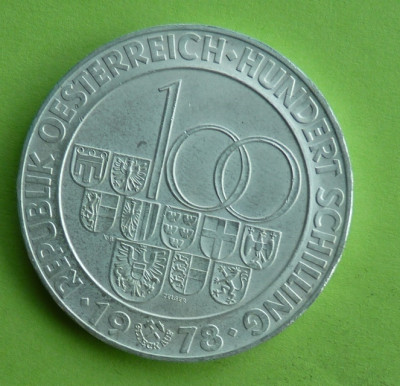 REPUBLIK OESTERREICH · HUNDERT SCHILLING ·
100
· 19 78 ·